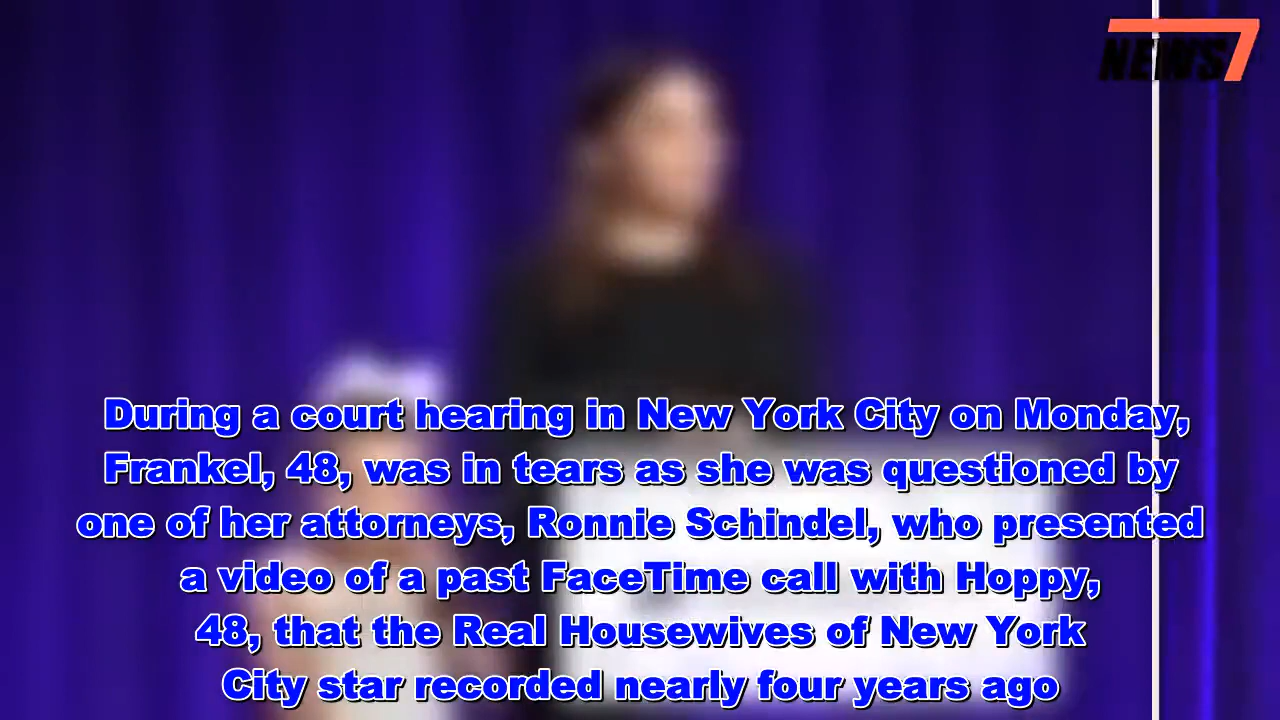 NEWS7
During a court hearing in New York City on Monday,
Frankel, 48, was in tears as she was questioned by
one of her attorneys, Ronnie Schindel, who presented
a video of a past FaceTime call with Hoppy,
48, that the Real Housewives of New York
City star recorded nearly four years ago